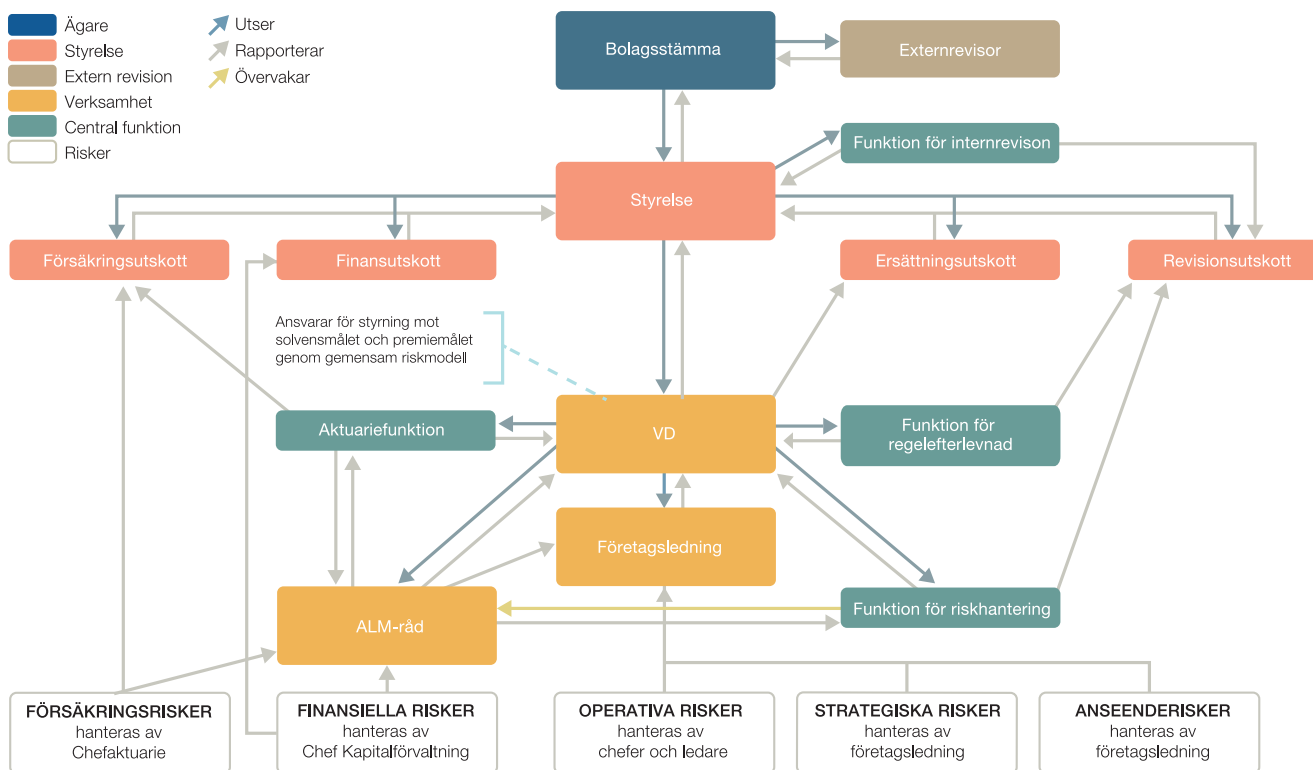 Ägare
Styrelse
Extern revision
Verksamhet
Central funktion
Risker
Utser
Rapporterar
Övervakar
Bolagsstämma
Externrevisor
Funktion för internrevison
Styrelse
Försäkringsutskott
Finansutskott
Ersättningsutskott
Revisionsutskott
Ansvarar för styrning mot
solvensmålet och premiemålet
genom gemensam riskmodell
Aktuariefunktion
VD
Funktion för
regelefterlevnad
Företagsledning
ALM-råd
Funktion för riskhantering
FÖRSÄKRINGSRISKER
hanteras av
Chefaktuarie
FINANSIELLA RISKER
hanteras av
Chef Kapitalförvaltning
OPERATIVA RISKER
hanteras av
chefer och ledare
STRATEGISKA RISKER
hanteras av
företagsledning
ANSEENDERISKER
hanteras av
företagsledning